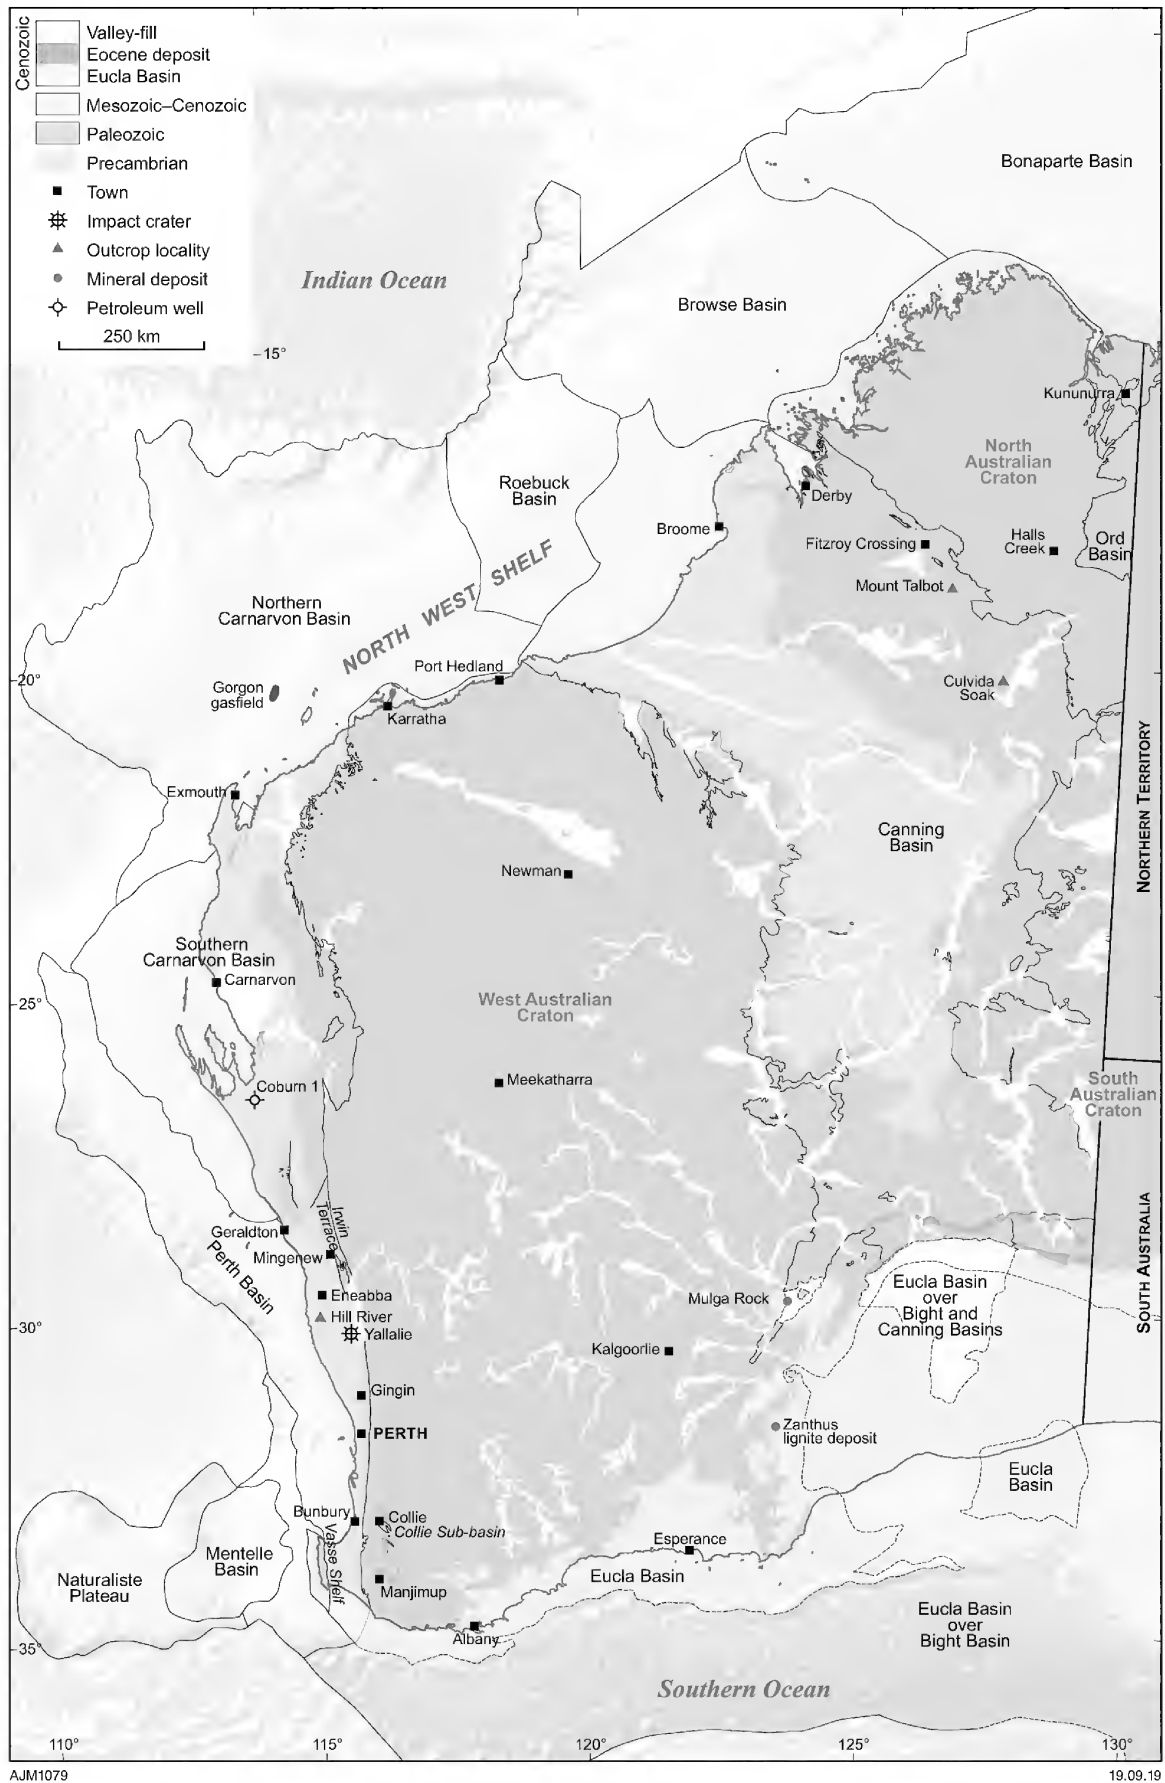 Cenozoic
Valley-fill
Eocene deposit
Eucla Basin
Mesozoic–Cenozoic
Paleozoic
Precambrian
Town
Impact crater
Outcrop locality
Mineral deposit
Petroleum well
250 km
Indian Ocean
–15°
Bonaparte Basin
Browse Basin
Kununurra
North
Australian
Craton
Roebuck
Basin
Derby
Broome
Fitzroy Crossing
Halls
Creek
Ord
Basin
Mount Talbot
NORTH WEST SHELF
Northern
Carnarvon Basin
Port Hedland
20°
Gorgon
gasfield
Karratha
Culvida
Soak
Exmouth
NORTHERN TERRITORY
Canning
Basin
Newman
Southern
Carnarvon Basin
Carnarvon
25°
West Australian
Craton
Meekatharra
Coburn 1
South
Australian
Craton
Irwin
Terrace
Geraldton
Mingenew
Perth Basin
Eneabba
Hill River
Yallalie
30°
Mulga Rock
Eucla Basin
over
Bight and
Canning Basins
SOUTH AUSTRALIA
Kalgoorlie
Gingin
PERTH
Zanthus
lignite deposit
Eucla
Basin
Bunbury
Collie
Collie Sub-basin
Vasse Shelf
Mentelle
Basin
Naturaliste
Plateau
Manjimup
Esperance
Eucla Basin
Albany
Eucla Basin
over
Bight Basin
35°
Southern Ocean
110°
115°
120°
125°
130°
AJM1079
19.09.19